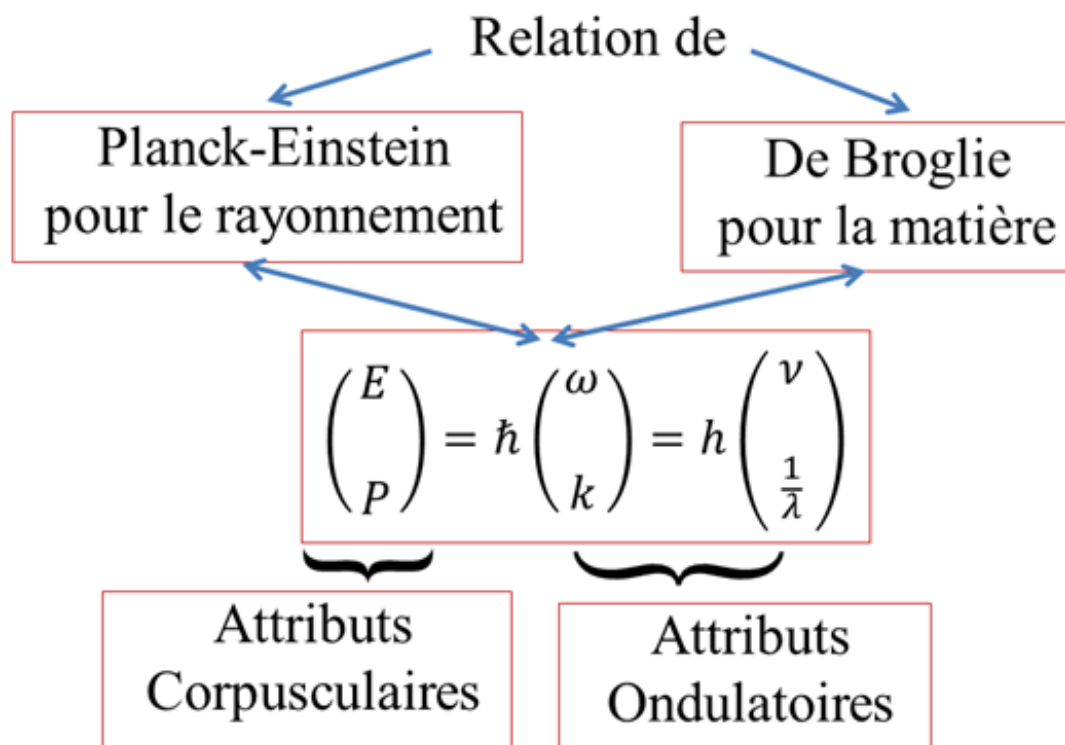 Relation de
Planck-Einstein
pour le rayonnement
De Broglie
pour la matière
(E P) = ħ (ω k) = h (ν 1/λ)
Attributs
Corpusculaires
Attributs
Ondulatoires